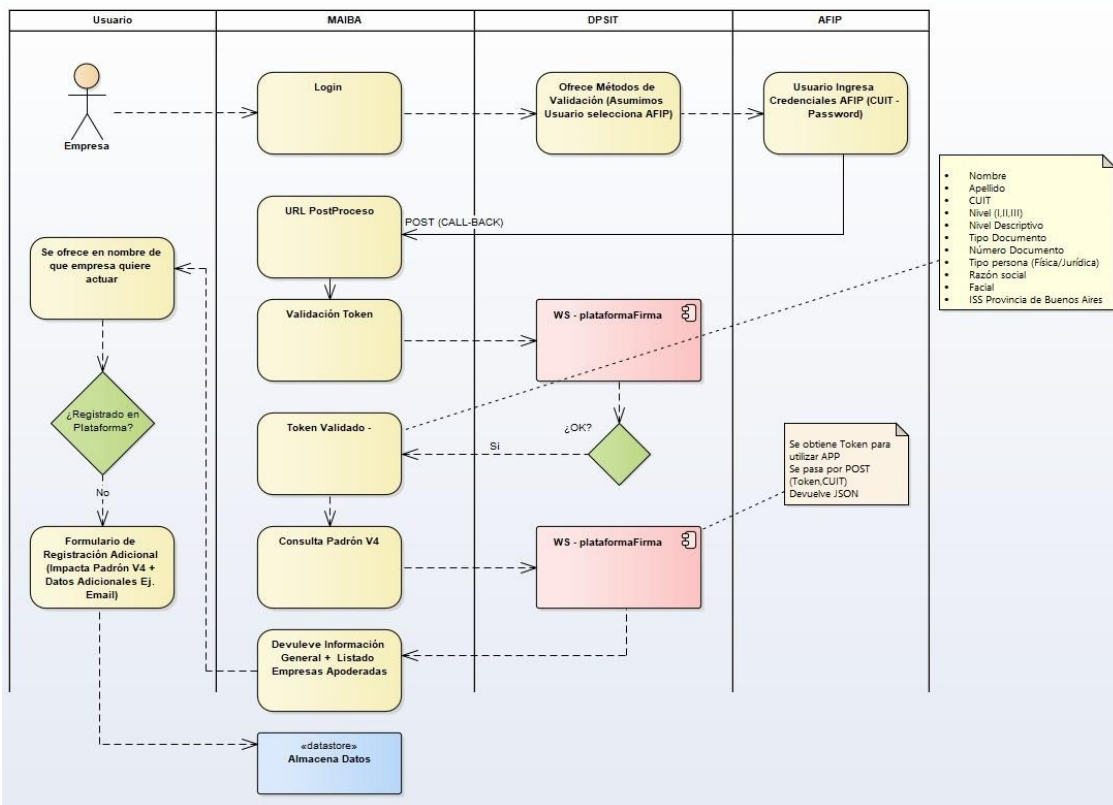 Usuario
MAIBA
DPSIT
AFIP
Empresa
Login
Ofrece Métodos de
Validación (Asumimos
Usuario selecciona AFIP)
Usuario Ingresa
Credenciales AFIP (CUIT -
Password)
• Nombre
• Apellido
• CUIT
• Nivel (I,II,III)
• Nivel Descriptivo
• Tipo Documento
• Número Documento
• Tipo persona (Física/Jurídica)
• Razón social
• Facial
• ISS Provincia de Buenos Aires
URL PostProceso
POST (CALL-BACK)
Se ofrece en nombre de
que empresa quiere
actuar
Validación Token
WS - plataformaFirma
¿Registrado en
Plataforma?
Token Validado -
Si
¿OK?
Se obtiene Token para
utilizar APP
Se pasa por POST
(Token,CUIT)
Devuelve JSON
No
Formulario de
Registración Adicional
(Impacta Padrón V4 +
Datos Adicionales Ej.
Email)
Consulta Padrón V4
WS - plataformaFirma
Devuleve Información
General + Listado
Empresas Apoderadas
«datastore»
Almacena Datos